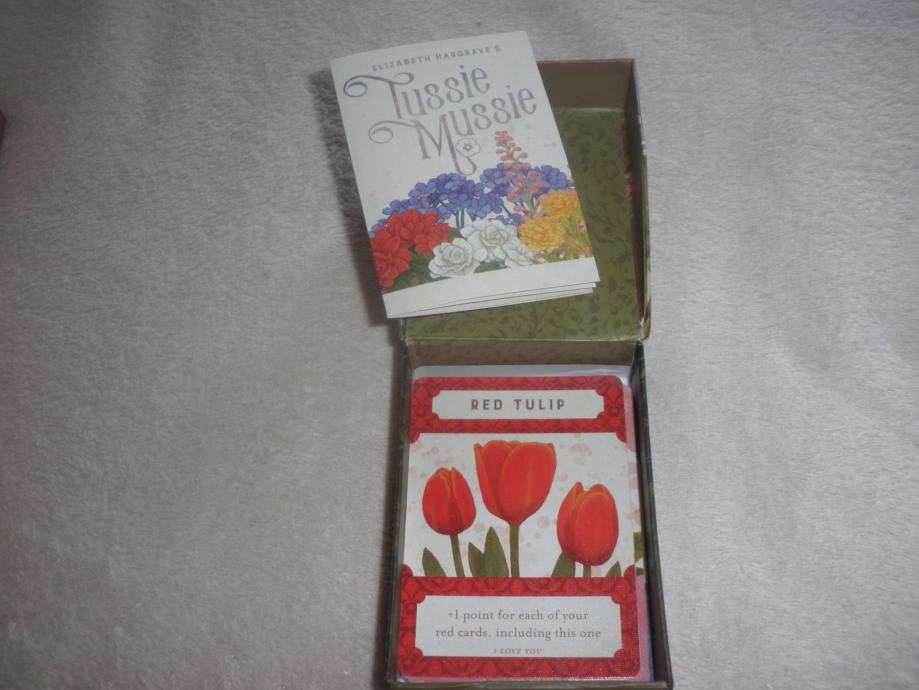 ELIZABETH HARGRAVE'S
Tussie
Mussie
RED TULIP
+1 point for each of your
red cards, including this one
I LOVE YOU